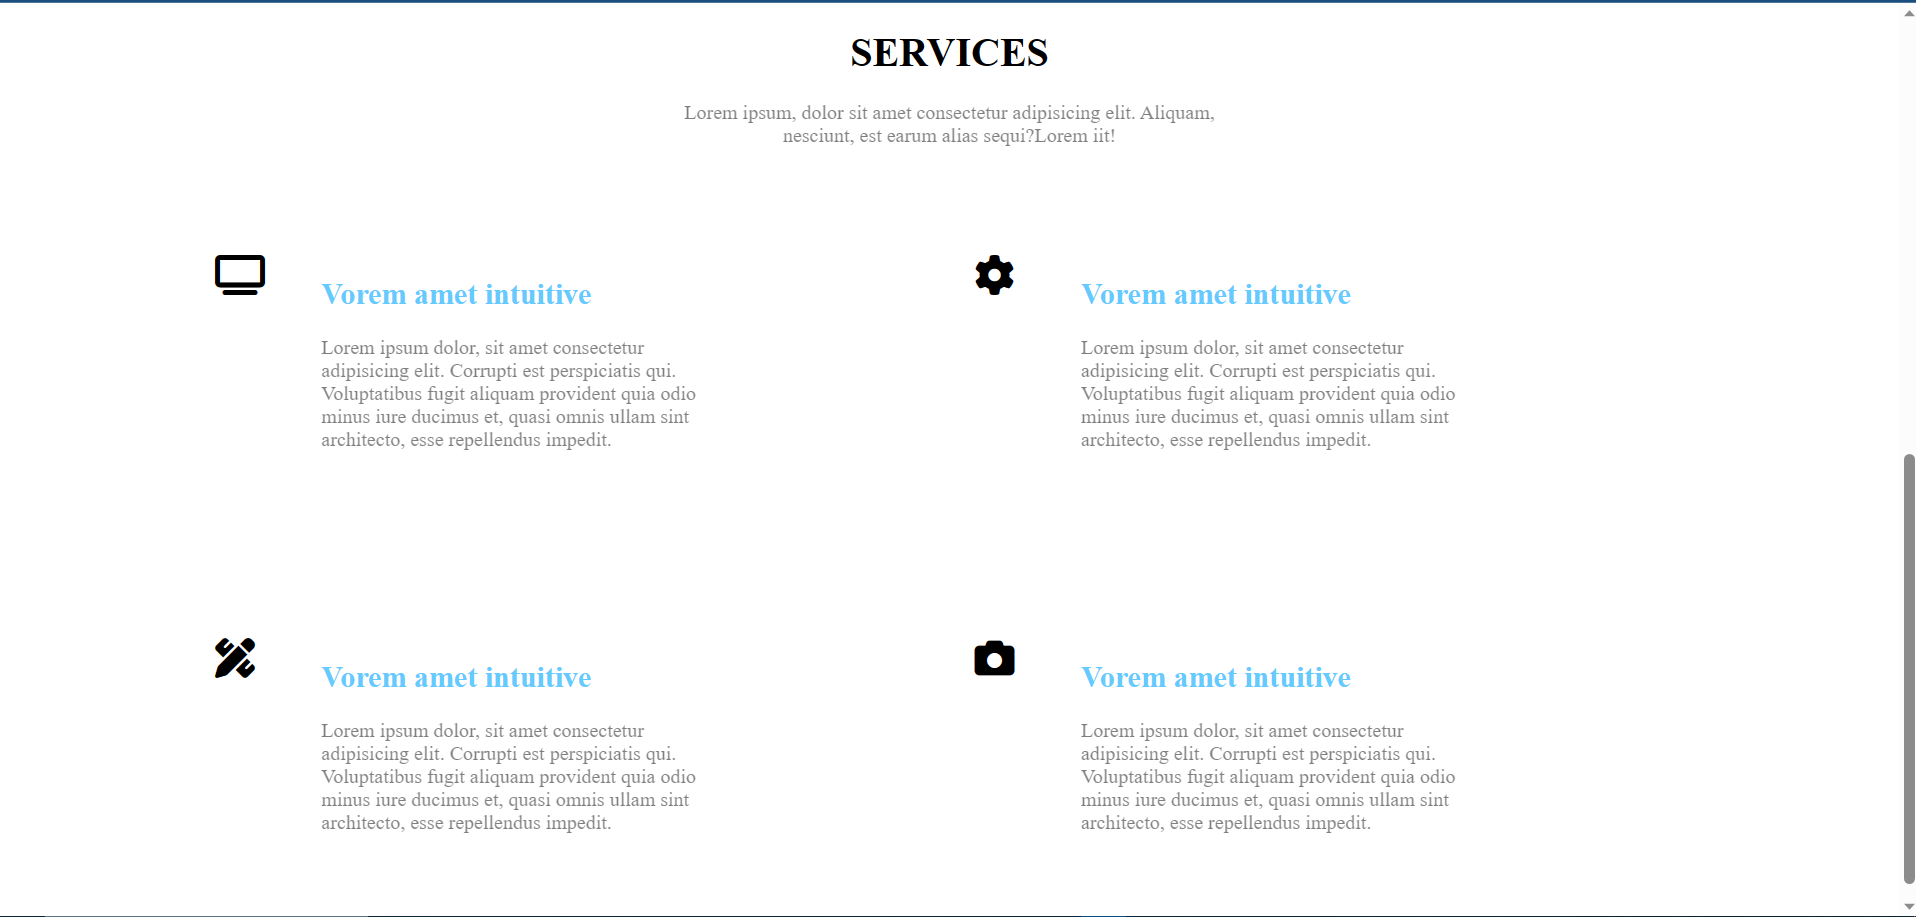 SERVICES
Lorem ipsum, dolor sit amet consectetur adipisicing elit. Aliquam,
nesciunt, est earum alias sequi?Lorem iit!
Vorem amet intuitive
Lorem ipsum dolor, sit amet consectetur
adipisicing elit. Corrupti est perspiciatis qui.
Voluptatibus fugit aliquam provident quia odio
minus iure ducimus et, quasi omnis ullam sint
architecto, esse repellendus impedit.
Vorem amet intuitive
Lorem ipsum dolor, sit amet consectetur
adipisicing elit. Corrupti est perspiciatis qui.
Voluptatibus fugit aliquam provident quia odio
minus iure ducimus et, quasi omnis ullam sint
architecto, esse repellendus impedit.
Vorem amet intuitive
Lorem ipsum dolor, sit amet consectetur
adipisicing elit. Corrupti est perspiciatis qui.
Voluptatibus fugit aliquam provident quia odio
minus iure ducimus et, quasi omnis ullam sint
architecto, esse repellendus impedit.
Vorem amet intuitive
Lorem ipsum dolor, sit amet consectetur
adipisicing elit. Corrupti est perspiciatis qui.
Voluptatibus fugit aliquam provident quia odio
minus iure ducimus et, quasi omnis ullam sint
architecto, esse repellendus impedit.